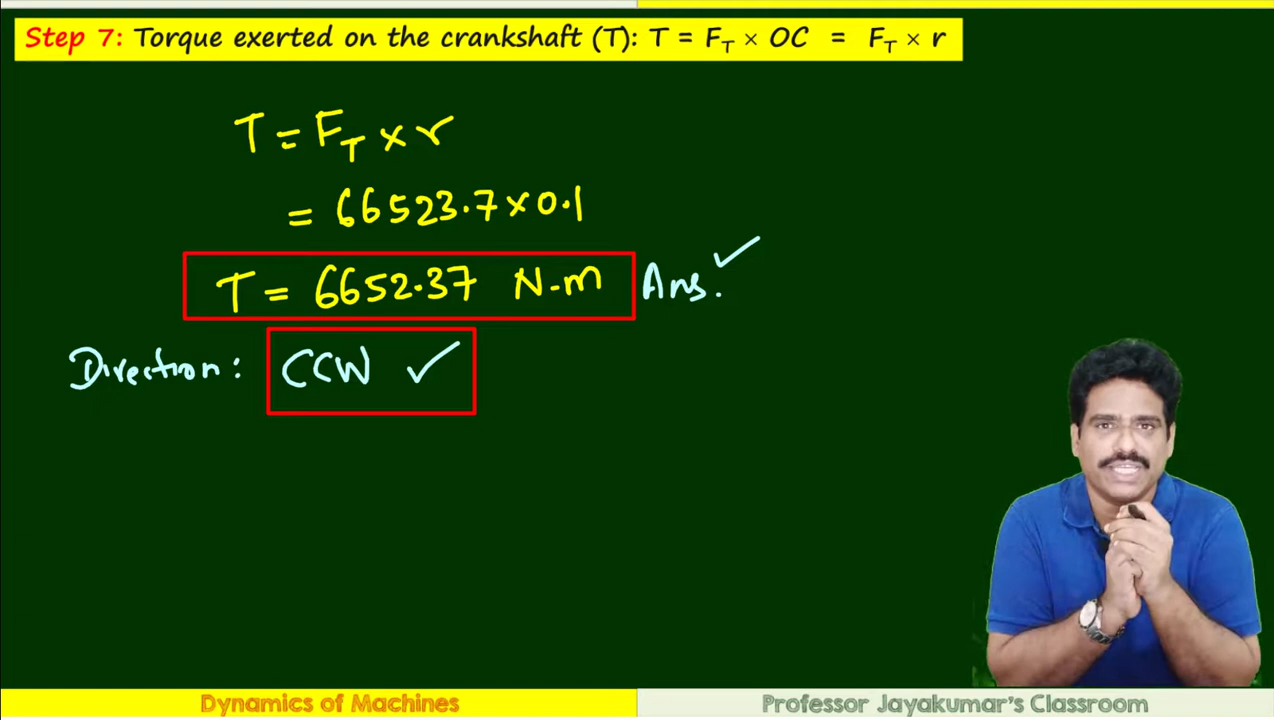 Step 7: Torque exerted on the crankshaft (T): T = F_T × OC = F_T × r
T = F_T × r
= 66523.7 × 0.1
T = 6652.37 N-m Ans. ✓
Direction: CCW ✓
Dynamics of Machines
Professor Jayakumar's Classroom